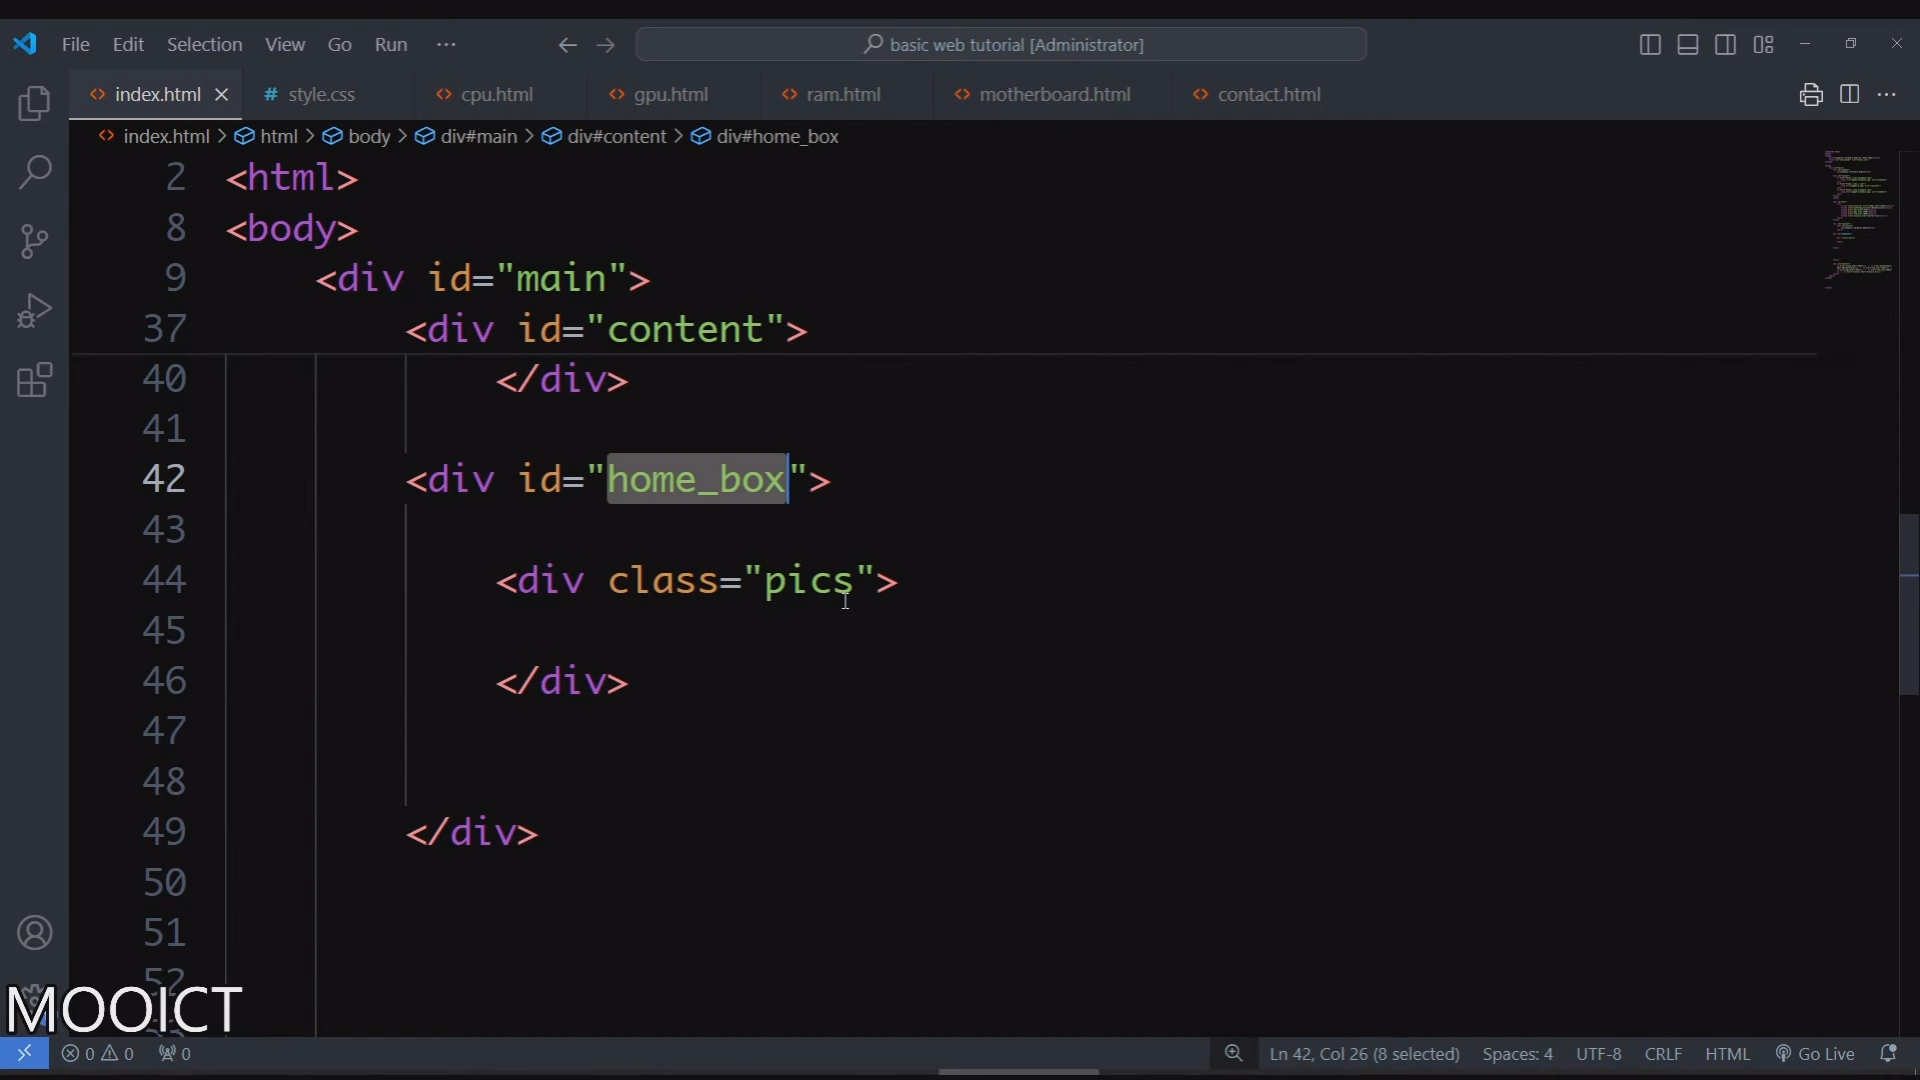 File Edit Selection View Go Run ··· basic web tutorial [Administrator]
index.html style.css cpu.html gpu.html ram.html motherboard.html contact.html
index.html > html > body > div#main > div#content > div#home_box
2 <html>
8 <body>
9 <div id="main">
37 <div id="content">
40 </div>
41
42 <div id="home_box">
43
44 <div class="pics">
45
46 </div>
47
48
49 </div>
50
51
52
MOOICT
0 0 0 Ln 42, Col 26 (8 selected) Spaces: 4 UTF-8 CRLF HTML Go Live